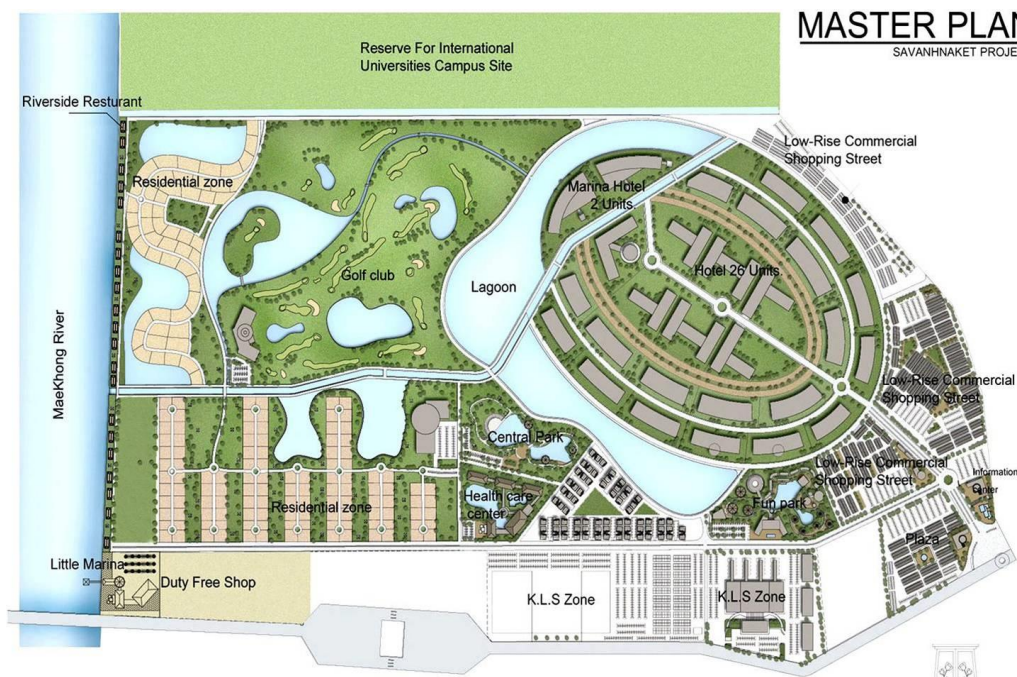 MASTER PLAN
SAVANHNAKET PROJE
Reserve For International
Universities Campus Site
Riverside Resturant
Low-Rise Commercial
Shopping Street
Residential zone
Marina Hotel
2 Units.
Hotel 26 Units.
Golf club
Lagoon
MaeKhong River
Low-Rise Commercial
Shopping Street
Central Park
Low-Rise Commercial
Shopping Street
Information
Center
Health care
center
Residential zone
Fun park
Plaza
Little Marina
Duty Free Shop
K.L.S Zone
K.L.S Zone